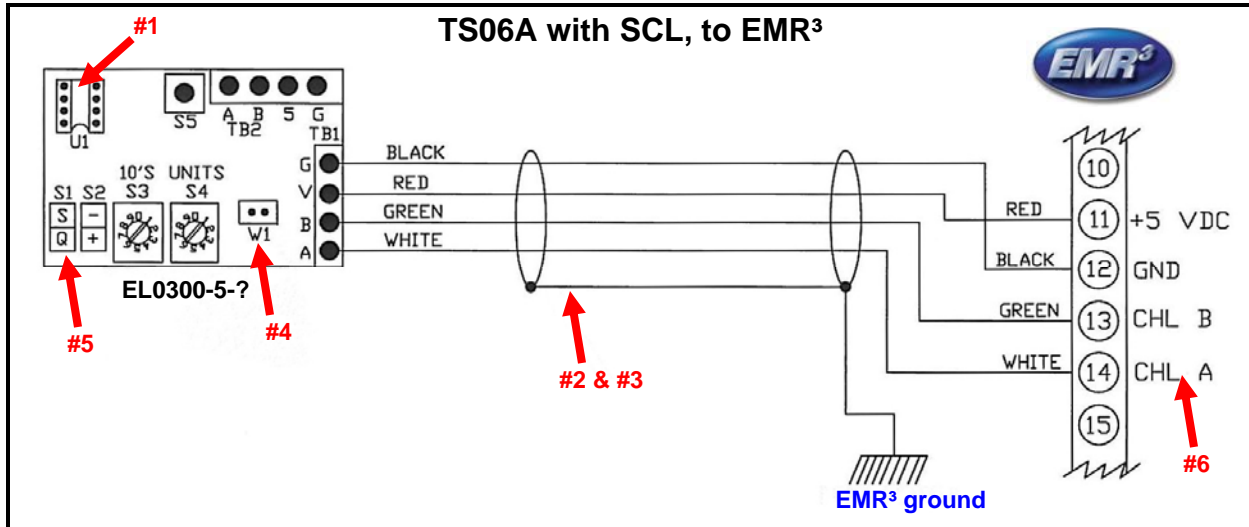 TS06A with SCL, to EMR³
#1
EMR³
U1
S5
A B 5 G
TB2
TB1
10'S UNITS
S1 S2 S3 S4
S –
Q +
W1
G
V
B
A
BLACK
RED
GREEN
WHITE
EL0300-5-?
#5
#4
#2 & #3
EMR³ ground
10
RED 11 +5 VDC
BLACK 12 GND
GREEN 13 CHL B
WHITE 14 CHL A
15
#6